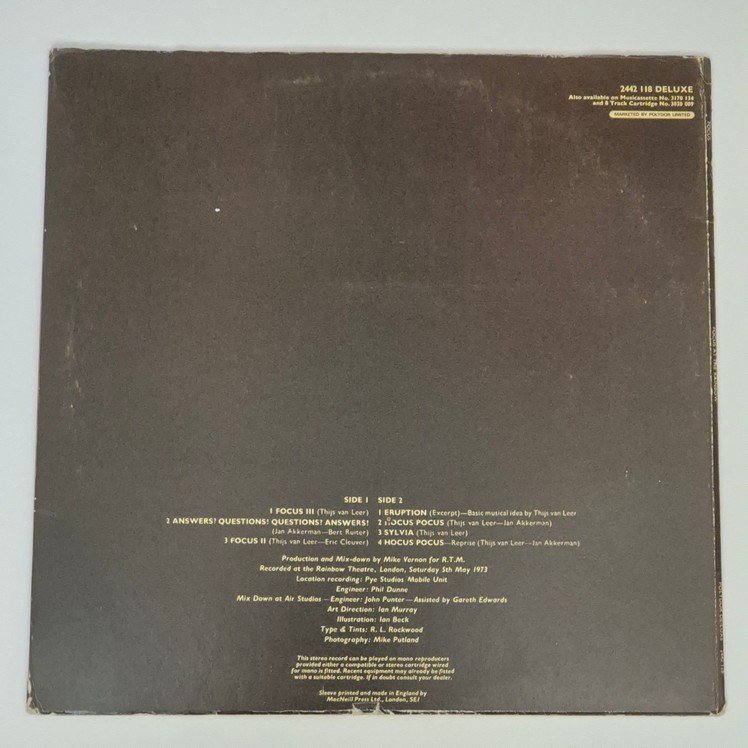 2442 118 DELUXE
Also available on Musicassette No. 3170 134
and 8 Track Cartridge No. 3820 089
MARKETED BY POLYDOR LIMITED
FOCUS
FOCUS AT THE RAINBOW
SIDE 1
1 FOCUS III (Thijs van Leer)
2 ANSWERS? QUESTIONS! QUESTIONS? ANSWERS!
(Jan Akkerman—Bert Ruiter)
3 FOCUS II (Thijs van Leer—Eric Cleuver)
SIDE 2
1 ERUPTION (Excerpt)—Basic musical idea by Thijs van Leer
2 HOCUS POCUS (Thijs van Leer—Jan Akkerman)
3 SYLVIA (Thijs van Leer)
4 HOCUS POCUS—Reprise (Thijs van Leer—Jan Akkerman)
Production and Mix-down by Mike Vernon for R.T.M.
Recorded at the Rainbow Theatre, London, Saturday 5th May 1973
Location recording: Pye Studios Mobile Unit
Engineer: Phil Dunne
Mix Down at Air Studios—Engineer: John Punter—Assisted by Gareth Edwards
Art Direction: Ian Murray
Illustration: Ian Beck
Type & Tints: R. L. Rockwood
Photography: Mike Putland
This stereo record can be played on mono reproducers
provided either a compatible or stereo cartridge wired
for mono is fitted. Recent equipment may already be fitted
with a suitable cartridge. If in doubt consult your dealer.
Sleeve printed and made in England by
MacNeill Press Ltd., London, SE1